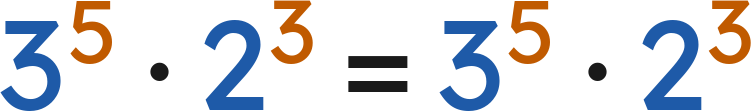 3⁵ · 2³ = 3⁵ · 2³